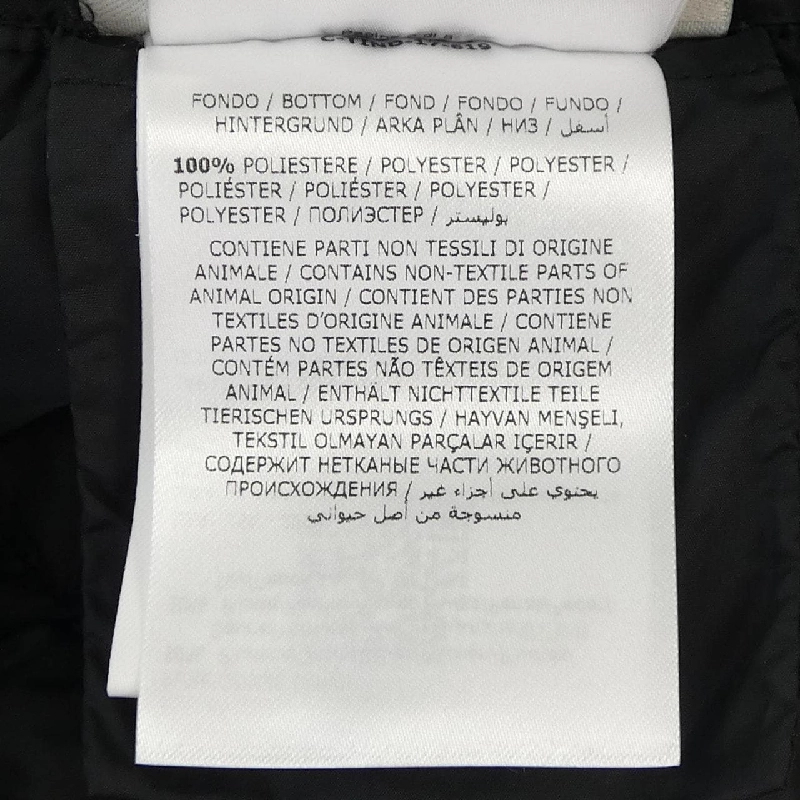 FONDO / BOTTOM / FOND / FONDO / FUNDO /
HINTERGRUND / ARKA PLÂN / НИЗ / أسفل
100% POLIESTERE / POLYESTER / POLYESTER /
POLIÉSTER / POLIÉSTER / POLYESTER /
POLYESTER / ПОЛИЭСТЕР / بوليستر
CONTIENE PARTI NON TESSILI DI ORIGINE
ANIMALE / CONTAINS NON-TEXTILE PARTS OF
ANIMAL ORIGIN / CONTIENT DES PARTIES NON
TEXTILES D'ORIGINE ANIMALE / CONTIENE
PARTES NO TEXTILES DE ORIGEN ANIMAL /
CONTÉM PARTES NÃO TÊXTEIS DE ORIGEM
ANIMAL / ENTHÄLT NICHTTEXTILE TEILE
TIERISCHEN URSPRUNGS / HAYVAN MENŞELİ,
TEKSTIL OLMAYAN PARÇALAR IÇERIR /
СОДЕРЖИТ НЕТКАНЫЕ ЧАСТИ ЖИВОТНОГО
ПРОИСХОЖДЕНИЯ / يحتوي على أجزاء غير
منسوجة من أصل حيواني